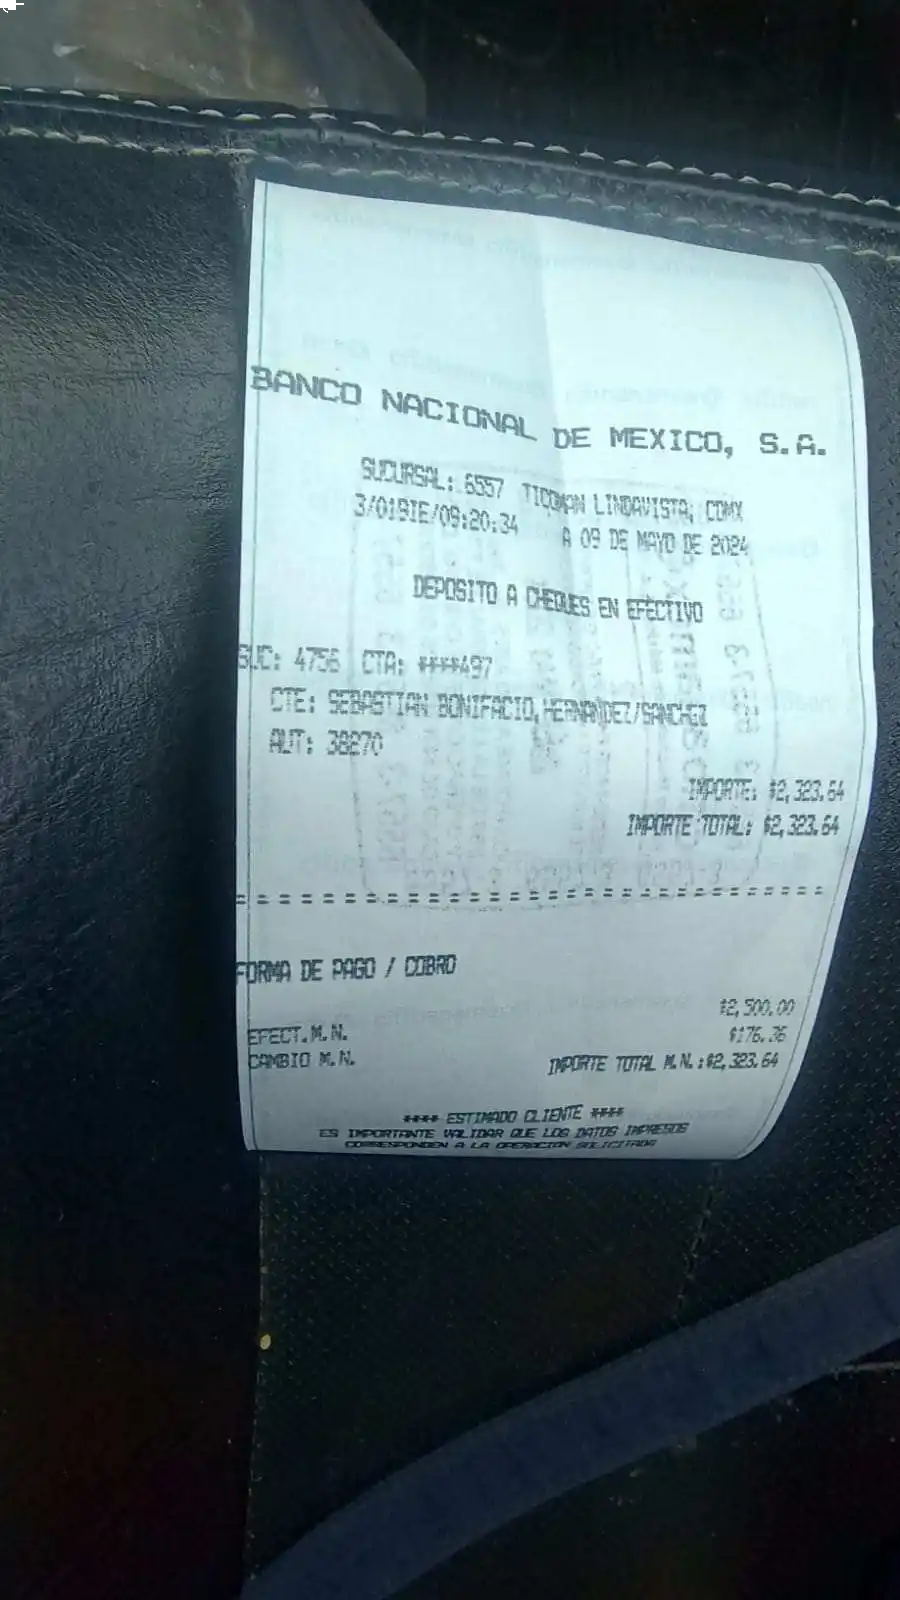 BANCO NACIONAL DE MEXICO, S.A.
SUCURSAL: 6557 TICOMAN LINDAVISTA, CDMX
3/01BIE/09:20:34 A 09 DE MAYO DE 2024
DEPOSITO A CHEQUES EN EFECTIVO
SUC: 4756 CTA: ****497
CTE: SEBASTIAN BONIFACIO,HERNANDEZ/SANCHEZ
AUT: 38270
IMPORTE: $2,323.64
IMPORTE TOTAL: $2,323.64
FORMA DE PAGO / COBRO
$2,500.00
EFECT.M.N.
$176.36
CAMBIO M.N.
IMPORTE TOTAL M.N.:$2,323.64
**** ESTIMADO CLIENTE ****
ES IMPORTANTE VALIDAR QUE LOS DATOS IMPRESOS
CORRESPONDEN A LA OPERACION SOLICITADA